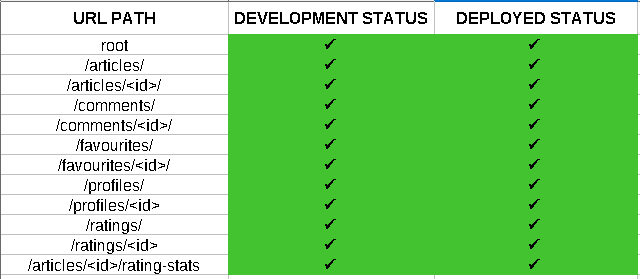 URL PATH DEVELOPMENT STATUS DEPLOYED STATUS
root ✔ ✔
/articles/ ✔ ✔
/articles/<id>/ ✔ ✔
/comments/ ✔ ✔
/comments/<id>/ ✔ ✔
/favourites/ ✔ ✔
/favourites/<id>/ ✔ ✔
/profiles/ ✔ ✔
/profiles/<id> ✔ ✔
/ratings/ ✔ ✔
/ratings/<id> ✔ ✔
/articles/<id>/rating-stats ✔ ✔